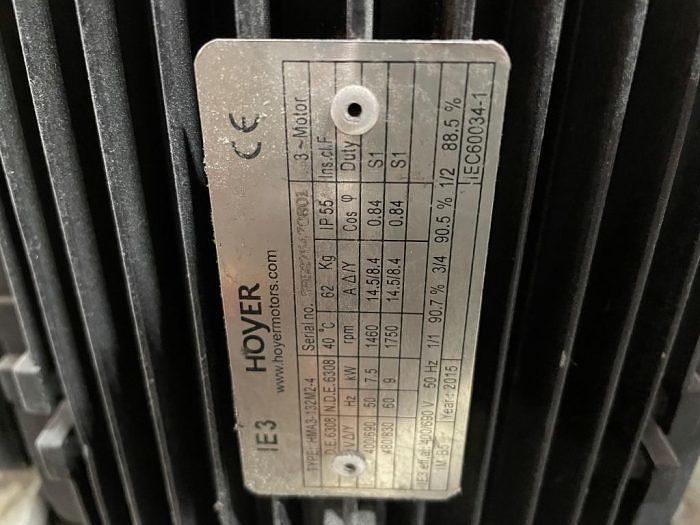 IE3 HOYER CE
www.hoyermotors.com
TYPE: HMA3-132M2-4 Serial no. 3~Motor
D.E.6308 N.D.E.6308 40 °C 62 Kg IP 55 Ins.cl.F
V Δ/Y Hz kW rpm A Δ/Y Cos φ Duty
400/690 50 7.5 1460 14.5/8.4 0.84 S1
480/830 60 9 1750 14.5/8.4 0.84 S1
IE3 eff.at 400/690 V 50 Hz 1/1 90.7 % 3/4 90.5 % 1/2 88.5 %
IM B5 Year : 2015 IEC60034-1